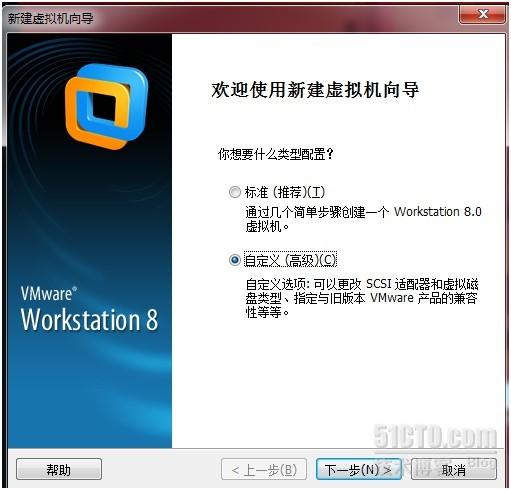 新建虚拟机向导
欢迎使用新建虚拟机向导
你想要什么类型配置?
标准 (推荐)(T)
通过几个简单步骤创建一个 Workstation 8.0
虚拟机。
自定义 (高级)(C)
自定义选项: 可以更改 SCSI 适配器和虚拟磁
盘类型、指定与旧版本 VMware 产品的兼容
性等等。
VMware®
Workstation 8
51CTO.com
技术博客 Blog
帮助
< 上一步(B)
下一步(N) >
取消